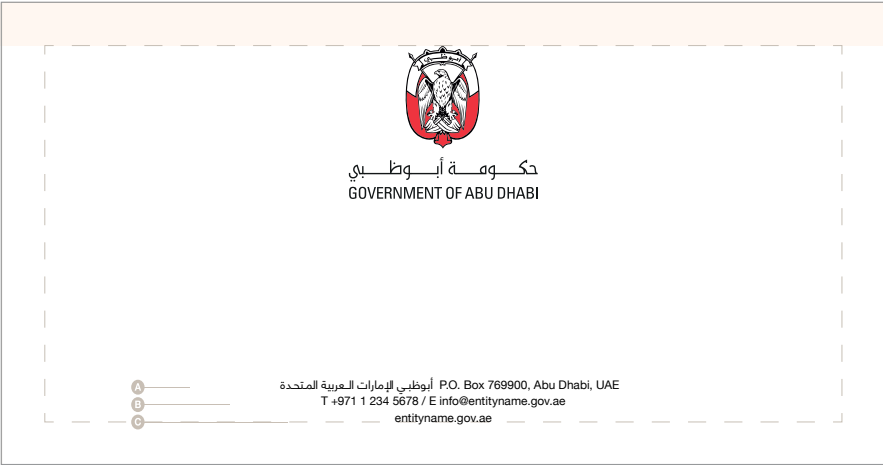 أبوظبي
حكومة أبوظبي
GOVERNMENT OF ABU DHABI
A
P.O. Box 769900, Abu Dhabi, UAE أبوظبي الإمارات العربية المتحدة
B
T +971 1 234 5678 / E info@entityname.gov.ae
C
entityname.gov.ae